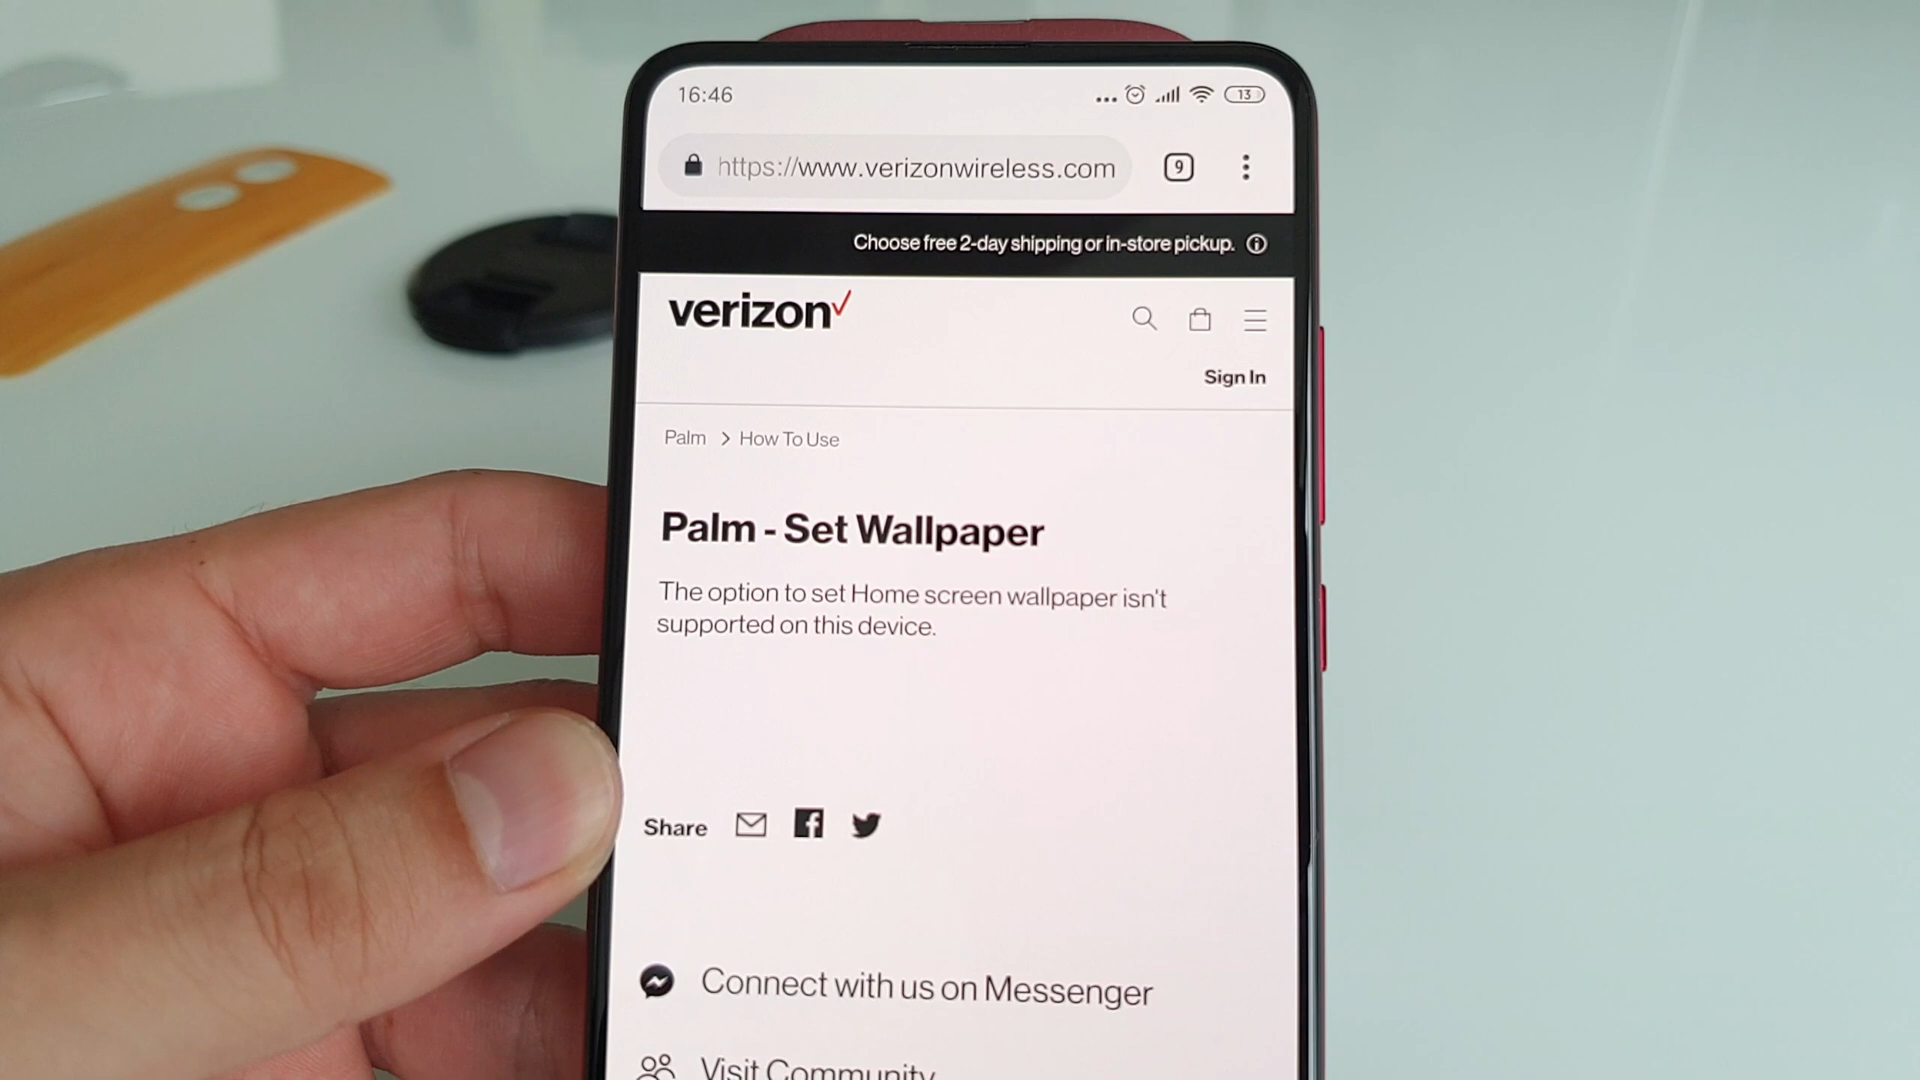 16:46
13
https://www.verizonwireless.com
9
Choose free 2-day shipping or in-store pickup.
verizon
Sign In
Palm > How To Use
Palm - Set Wallpaper
The option to set Home screen wallpaper isn't
supported on this device.
Share
Connect with us on Messenger
Visit Community